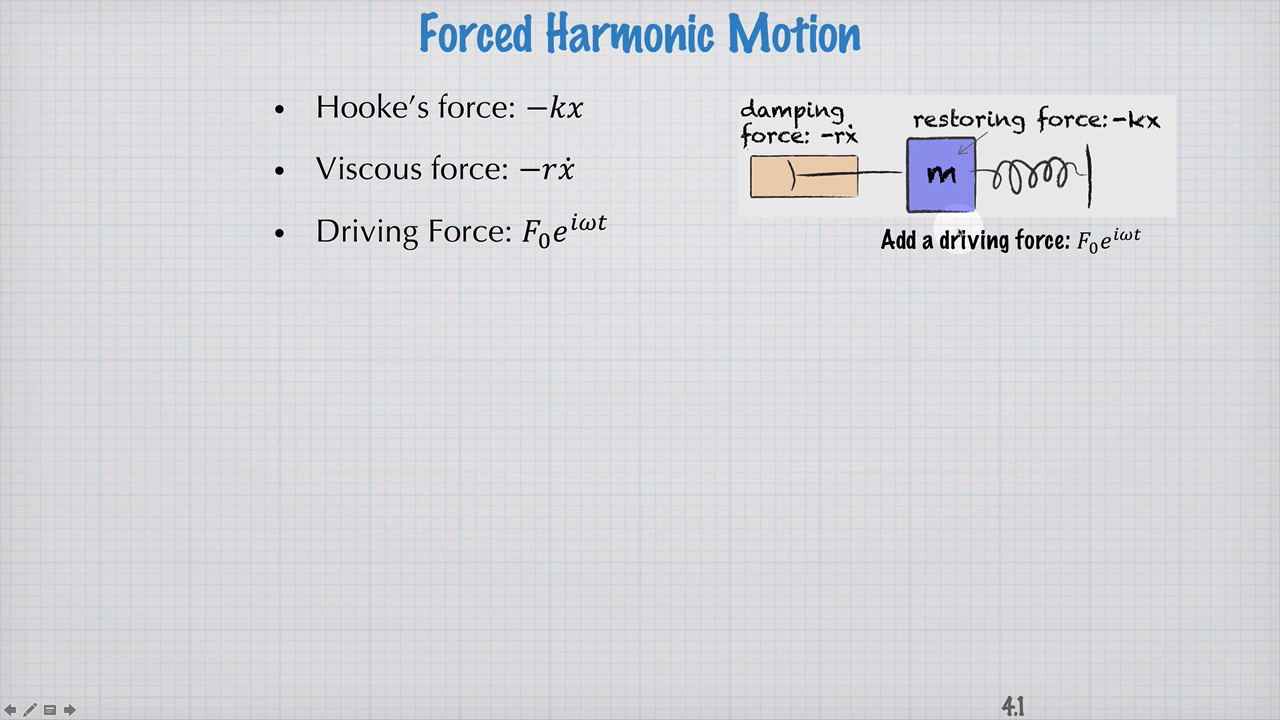 Forced Harmonic Motion
• Hooke’s force: −kx
• Viscous force: −rẋ
• Driving Force: F₀e^{iωt}
damping
force: -rẋ
restoring force:-kx
m
Add a driving force: F₀e^{iωt}
4.1